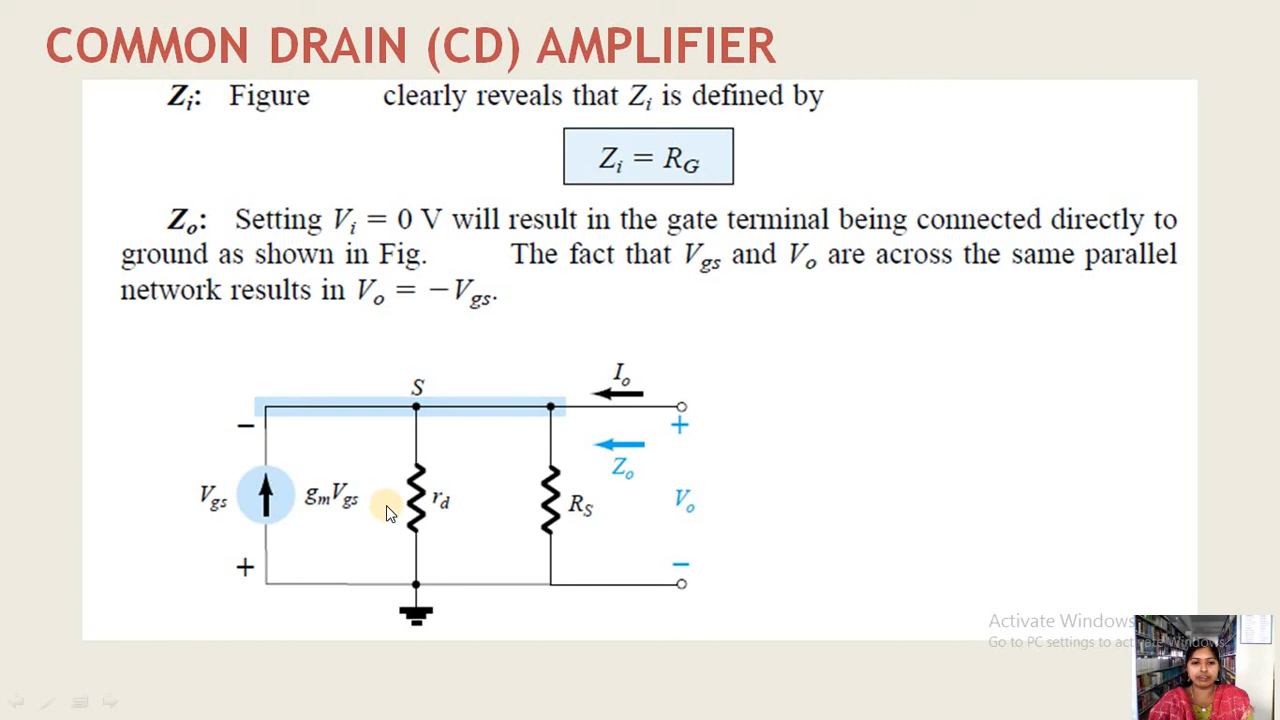 COMMON DRAIN (CD) AMPLIFIER
Zi: Figure clearly reveals that Zi is defined by
Zi = RG
Zo: Setting Vi = 0 V will result in the gate terminal being connected directly to
ground as shown in Fig. The fact that Vgs and Vo are across the same parallel
network results in Vo = −Vgs.
Io
S
−
+
Zo
Vgs
gmVgs
rd
RS
Vo
+
−
Activate Windows
Go to PC settings to activate Windows.